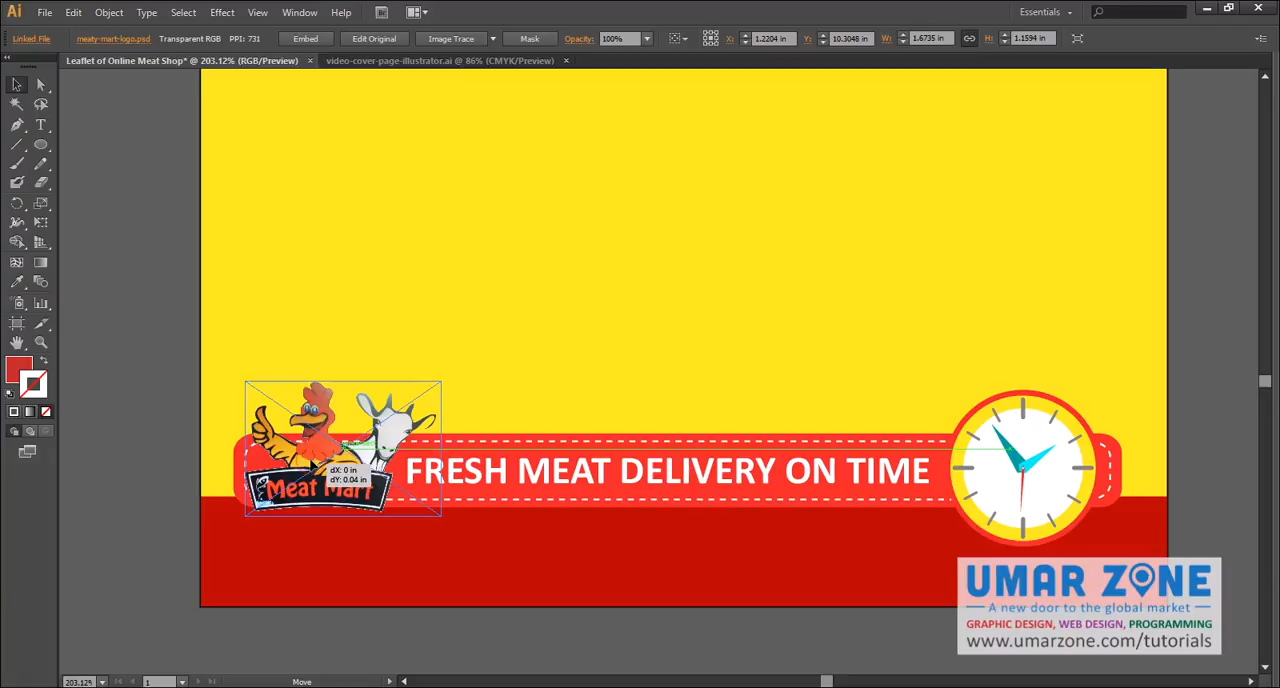 Ai File Edit Object Type Select Effect View Window Help Br Essentials
Linked File meaty-mart-logo.psd Transparent RGB PPI: 731 Embed Edit Original Image Trace Mask Opacity: 100% X: 1.2204 in Y: 10.3048 in W: 1.6735 in H: 1.1594 in
Leaflet of Online Meat Shop* @ 203.12% (RGB/Preview) × video-cover-page-illustrator.ai @ 86% (CMYK/Preview) ×
FRESH MEAT DELIVERY ON TIME
dX: 0 in
dY: 0.04 in
Meat Mart
UMAR ZONE
A new door to the global market
GRAPHIC DESIGN, WEB DESIGN, PROGRAMMING
www.umarzone.com/tutorials
203.12% 1 Move